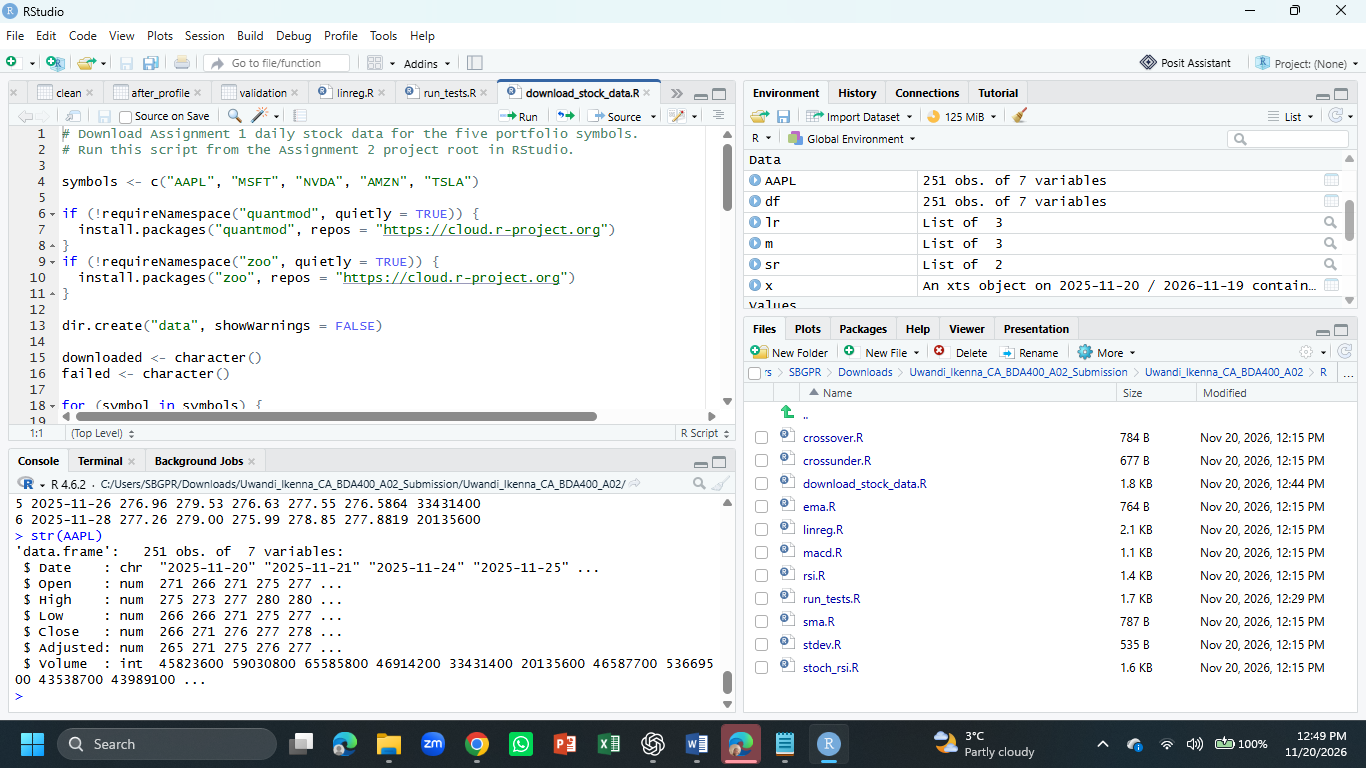 RStudio
File Edit Code View Plots Session Build Debug Profile Tools Help
Go to file/function Addins Posit Assistant Project: (None)
clean after_profile validation linreg.R run_tests.R download_stock_data.R
Source on Save Run Source
1 # Download Assignment 1 daily stock data for the five portfolio symbols.
2 # Run this script from the Assignment 2 project root in RStudio.
3
4 symbols <- c("AAPL", "MSFT", "NVDA", "AMZN", "TSLA")
5
6 if (!requireNamespace("quantmod", quietly = TRUE)) {
7 install.packages("quantmod", repos = "https://cloud.r-project.org")
8 }
9 if (!requireNamespace("zoo", quietly = TRUE)) {
10 install.packages("zoo", repos = "https://cloud.r-project.org")
11 }
12
13 dir.create("data", showWarnings = FALSE)
14
15 downloaded <- character()
16 failed <- character()
17
18 for (symbol in symbols) {
19
1:1 (Top Level) R Script
Console Terminal Background Jobs
R 4.6.2 · C:/Users/SBGPR/Downloads/Uwandi_Ikenna_CA_BDA400_A02_Submission/Uwandi_Ikenna_CA_BDA400_A02/
5 2025-11-26 276.96 279.53 276.63 277.55 276.5864 33431400
6 2025-11-28 277.26 279.00 275.99 278.85 277.8819 20135600
> str(AAPL)
'data.frame': 251 obs. of 7 variables:
$ Date : chr "2025-11-20" "2025-11-21" "2025-11-24" "2025-11-25" ...
$ Open : num 271 266 271 275 277 ...
$ High : num 275 273 277 280 280 ...
$ Low : num 266 266 271 275 277 ...
$ Close : num 266 271 276 277 278 ...
$ Adjusted: num 265 271 275 276 277 ...
$ Volume : int 45823600 59030800 65585800 46914200 33431400 20135600 46587700 536695
00 43538700 43989100 ...
>
Environment History Connections Tutorial
Import Dataset 125 MiB List
R Global Environment
Data
AAPL 251 obs. of 7 variables
df 251 obs. of 7 variables
lr List of 3
m List of 3
sr List of 2
x An xts object on 2025-11-20 / 2026-11-19 contain...
Values
Files Plots Packages Help Viewer Presentation
New Folder New File Delete Rename More
rs SBGPR Downloads Uwandi_Ikenna_CA_BDA400_A02_Submission Uwandi_Ikenna_CA_BDA400_A02 R ...
Name Size Modified
..
crossover.R 784 B Nov 20, 2026, 12:15 PM
crossunder.R 677 B Nov 20, 2026, 12:15 PM
download_stock_data.R 1.8 KB Nov 20, 2026, 12:44 PM
ema.R 764 B Nov 20, 2026, 12:15 PM
linreg.R 2.1 KB Nov 20, 2026, 12:15 PM
macd.R 1.1 KB Nov 20, 2026, 12:15 PM
rsi.R 1.4 KB Nov 20, 2026, 12:15 PM
run_tests.R 1.7 KB Nov 20, 2026, 12:29 PM
sma.R 787 B Nov 20, 2026, 12:15 PM
stdev.R 535 B Nov 20, 2026, 12:15 PM
stoch_rsi.R 1.6 KB Nov 20, 2026, 12:15 PM
Search
zm
3°C
Partly cloudy
100%
12:49 PM
11/20/2026